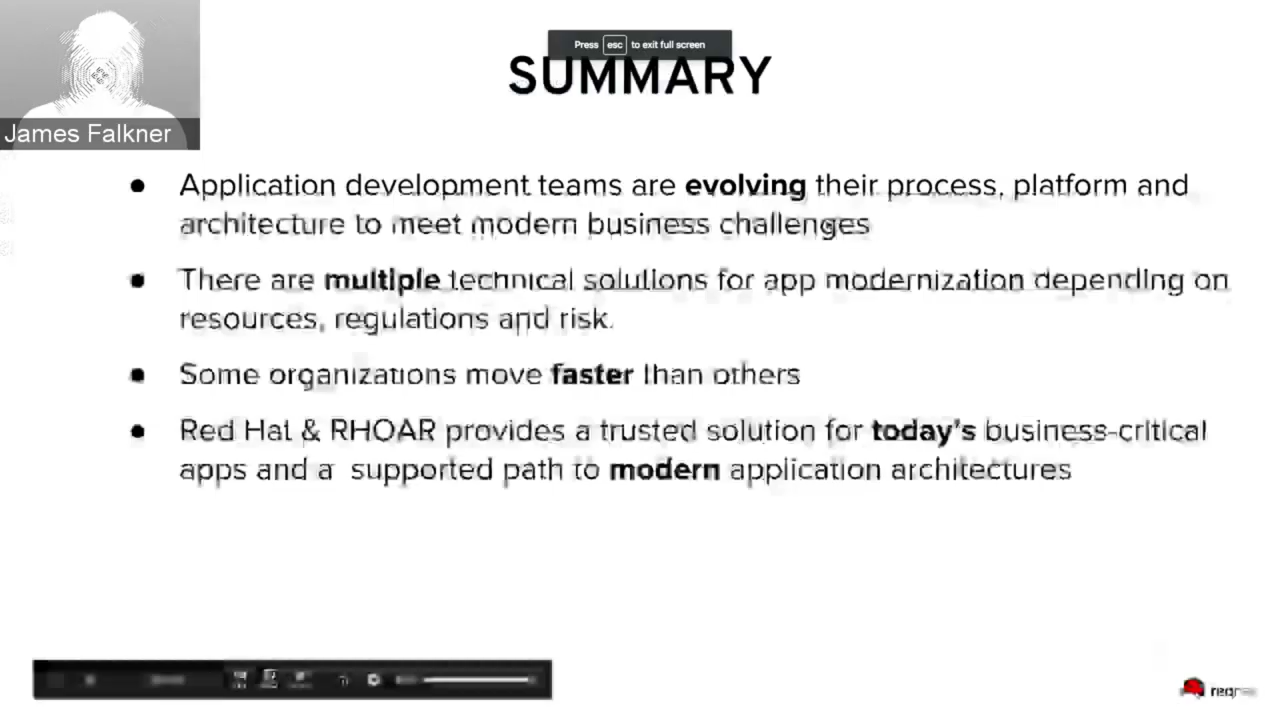 Press esc to exit full screen
SUMMARY
James Falkner
● Application development teams are evolving their process, platform and
architecture to meet modern business challenges
● There are multiple technical solutions for app modernization depending on
resources, regulations and risk.
● Some organizations move faster than others
● Red Hat & RHOAR provides a trusted solution for today's business-critical
apps and a supported path to modern application architectures